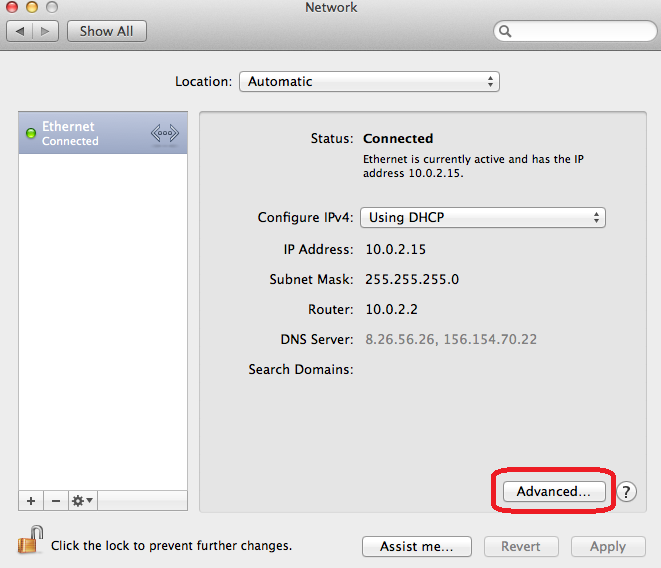 Network
Show All
Location: Automatic
Ethernet
Connected
Status: Connected
Ethernet is currently active and has the IP
address 10.0.2.15.
Configure IPv4: Using DHCP
IP Address: 10.0.2.15
Subnet Mask: 255.255.255.0
Router: 10.0.2.2
DNS Server: 8.26.56.26, 156.154.70.22
Search Domains:
Advanced... ?
+ −
Click the lock to prevent further changes.
Assist me... Revert Apply